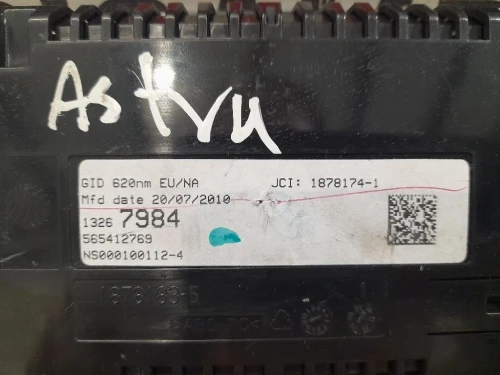 Astra
GID 620nm EU/NA JCI: 1878174-1
Mfd date 20/07/2010
1326 7984
565412769
NS000100112-4